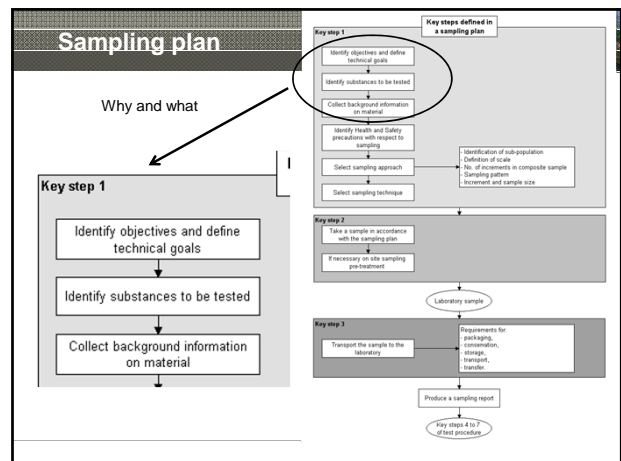 Sampling plan
Why and what
Key step 1
Identify objectives and define
technical goals
Identify substances to be tested
Collect background information
on material
Key steps defined in
a sampling plan
Key step 1
Identify objectives and define
technical goals
Identify substances to be tested
Collect background information
on material
Identify Health and Safety
precautions with respect to
sampling
Select sampling approach
- Identification of sub-population
- Definition of scale
- No. of increments in composite sample
- Sampling pattern
- Increment and sample size
Select sampling technique
Key step 2
Take a sample in accordance
with the sampling plan
If necessary on site sampling
pre-treatment
Laboratory sample
Key step 3
Transport the sample to the
laboratory
Requirements for:
- packaging,
- conservation,
- storage,
- transport,
- transfer.
Produce a sampling report
Key steps 4 to 7
of test procedure